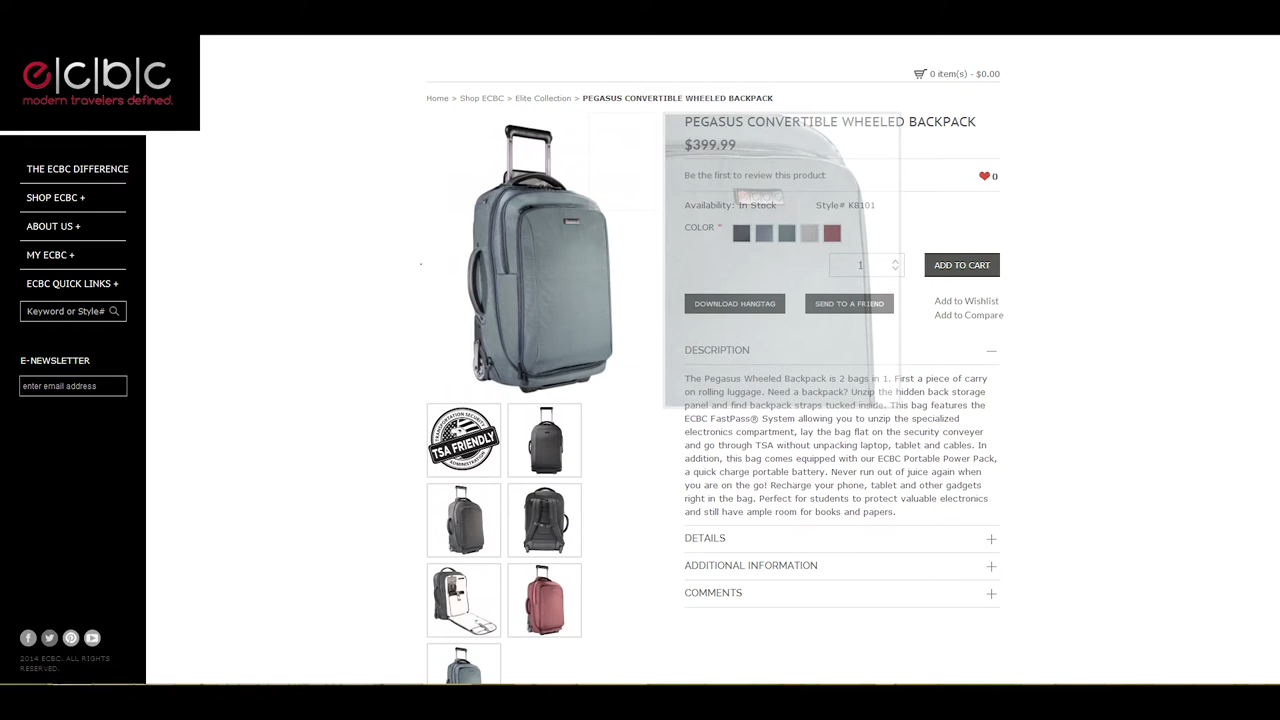 e|c|b|c
modern travelers defined.
0 item(s) - $0.00
Home > Shop ECBC > Elite Collection > PEGASUS CONVERTIBLE WHEELED BACKPACK
THE ECBC DIFFERENCE
SHOP ECBC +
ABOUT US +
MY ECBC +
ECBC QUICK LINKS +
Keyword or Style#
E-NEWSLETTER
enter email address
2014 ECBC. ALL RIGHTS
RESERVED.
TSA FRIENDLY
TRANSPORTATION SECURITY
ADMINISTRATION
PEGASUS CONVERTIBLE WHEELED BACKPACK
$399.99
Be the first to review this product
0
Availability: In Stock Style# K8101
COLOR *
1
ADD TO CART
DOWNLOAD HANGTAG
SEND TO A FRIEND
Add to Wishlist
Add to Compare
DESCRIPTION
The Pegasus Wheeled Backpack is 2 bags in 1. First a piece of carry
on rolling luggage. Need a backpack? Unzip the hidden back storage
panel and find backpack straps tucked inside. This bag features the
ECBC FastPass® System allowing you to unzip the specialized
electronics compartment, lay the bag flat on the security conveyer
and go through TSA without unpacking laptop, tablet and cables. In
addition, this bag comes equipped with our ECBC Portable Power Pack,
a quick charge portable battery. Never run out of juice again when
you are on the go! Recharge your phone, tablet and other gadgets
right in the bag. Perfect for students to protect valuable electronics
and still have ample room for books and papers.
DETAILS
ADDITIONAL INFORMATION
COMMENTS